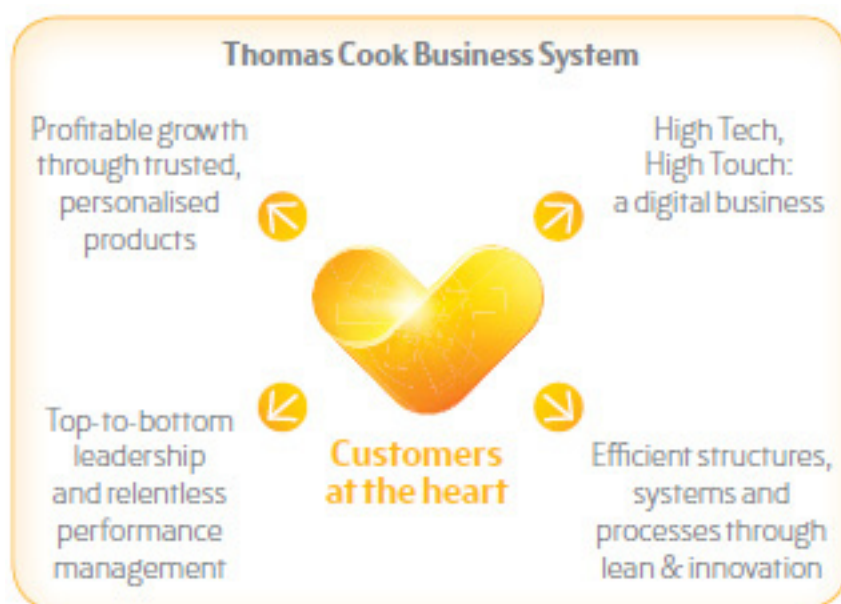 Thomas Cook Business System
Profitable growth
through trusted,
personalised
products
High Tech,
High Touch:
a digital business
Customers
at the heart
Top-to-bottom
leadership
and relentless
performance
management
Efficient structures,
systems and
processes through
lean & innovation